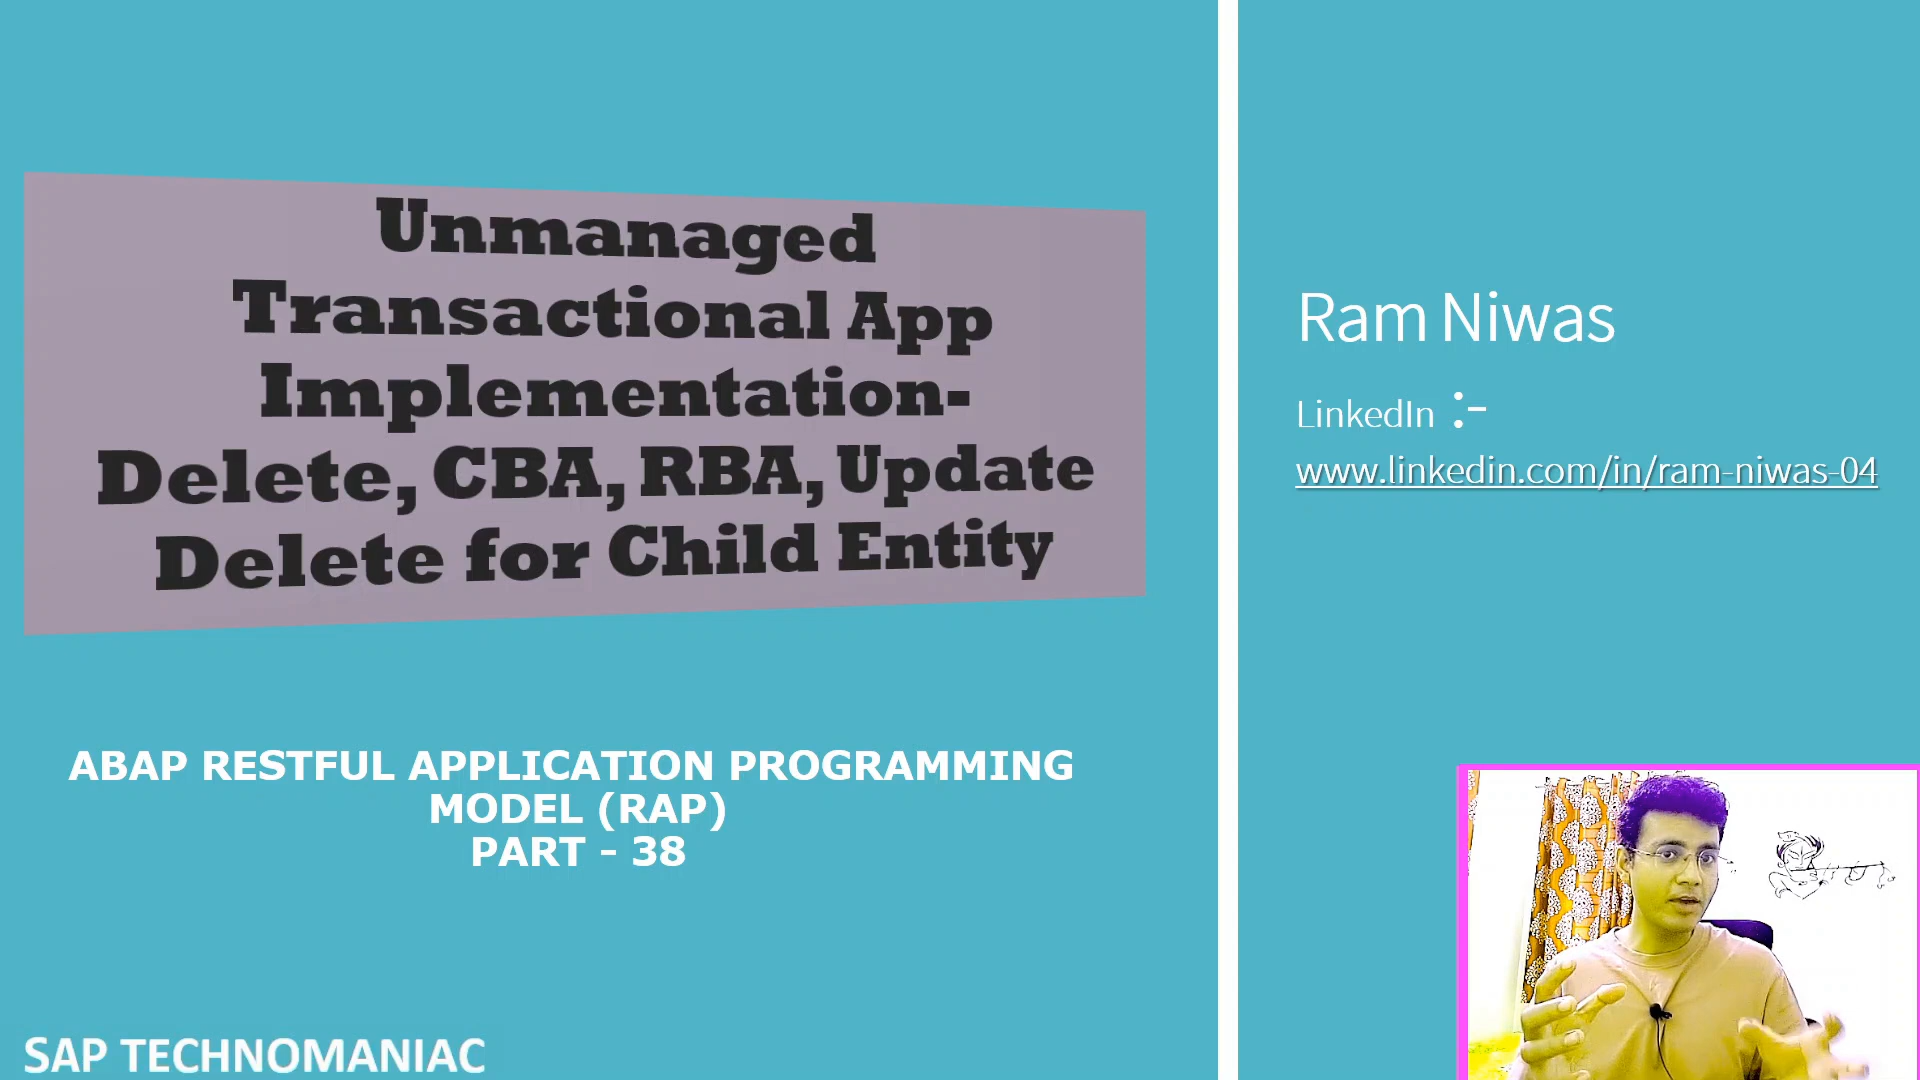 Unmanaged
Transactional App
Implementation-
Delete, CBA, RBA, Update
Delete for Child Entity
ABAP RESTFUL APPLICATION PROGRAMMING
MODEL (RAP)
PART - 38
SAP TECHNOMANIAC
Ram Niwas
LinkedIn :-
www.linkedin.com/in/ram-niwas-04